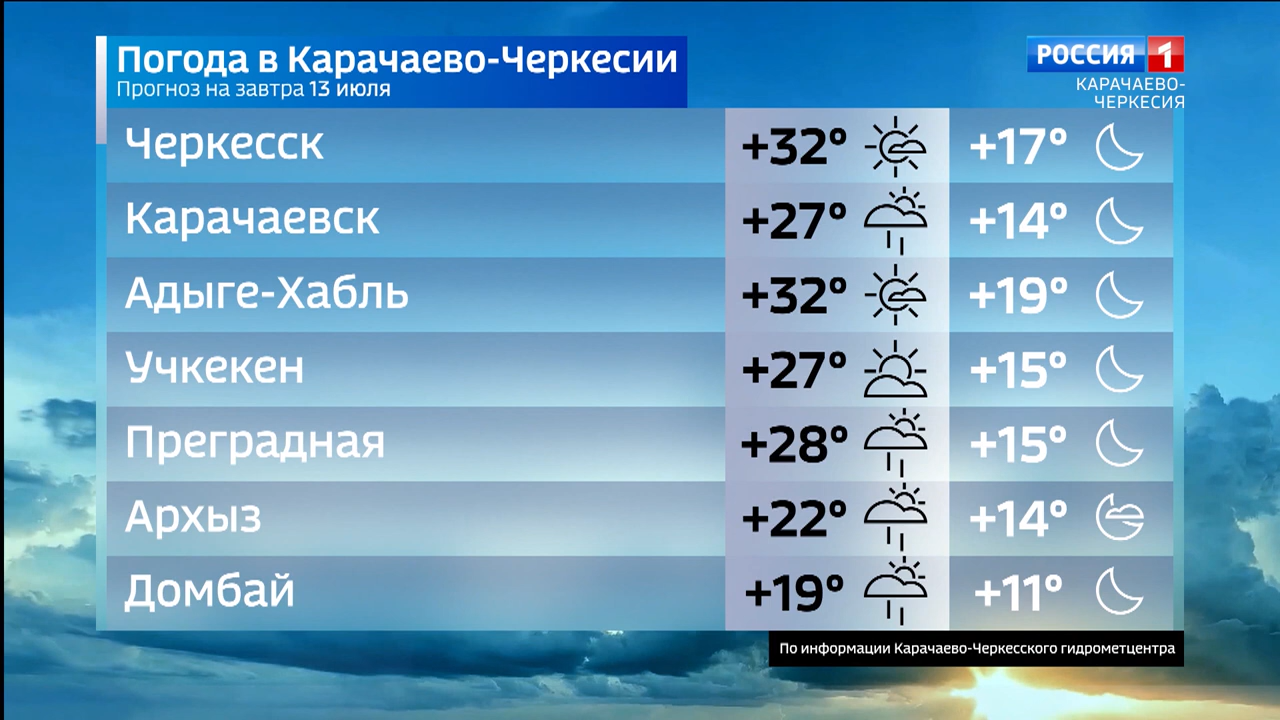 Погода в Карачаево-Черкесии
Прогноз на завтра 13 июля
РОССИЯ 1
КАРАЧАЕВО-
ЧЕРКЕСИЯ
Черкесск +32° +17°
Карачаевск +27° +14°
Адыге-Хабль +32° +19°
Учкекен +27° +15°
Преградная +28° +15°
Архыз +22° +14°
Домбай +19° +11°
По информации Карачаево-Черкесского гидрометцентра